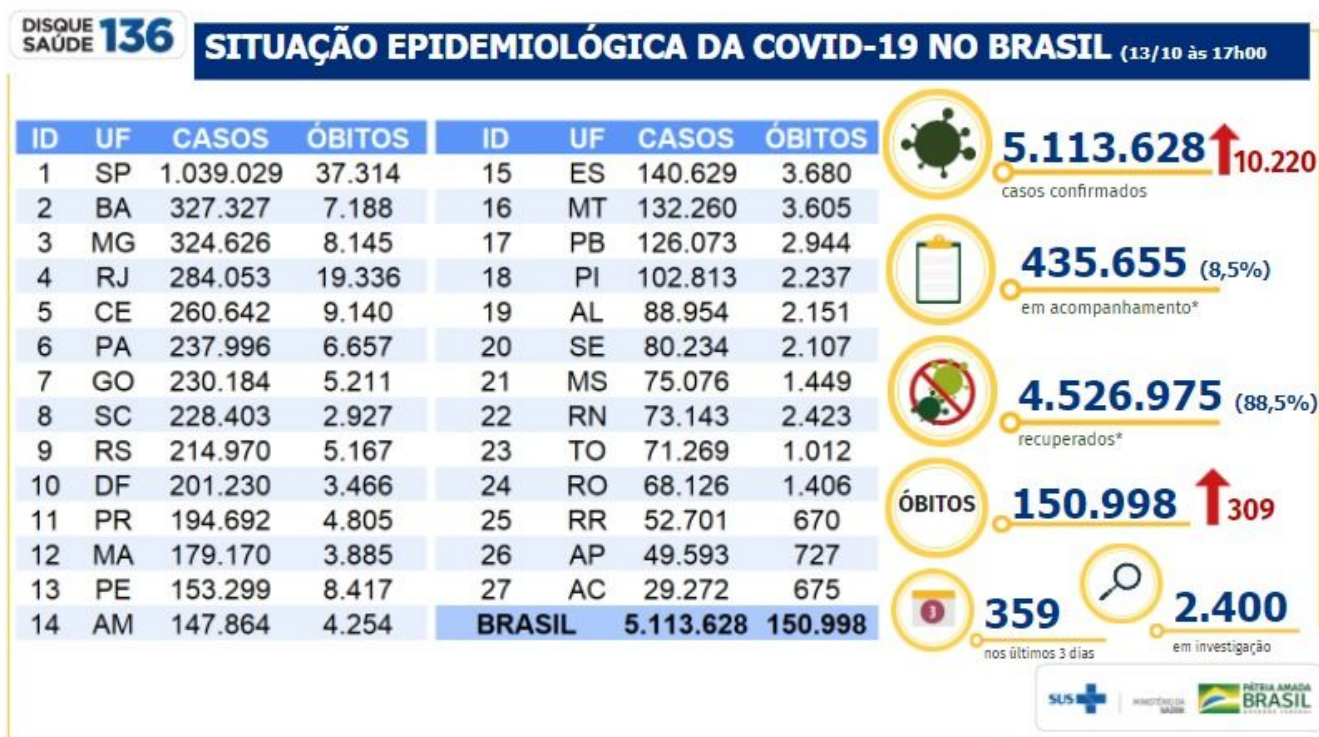 DISQUE
SAÚDE 136
SITUAÇÃO EPIDEMIOLÓGICA DA COVID-19 NO BRASIL (13/10 às 17h00
ID UF CASOS ÓBITOS ID UF CASOS ÓBITOS
1 SP 1.039.029 37.314 15 ES 140.629 3.680
2 BA 327.327 7.188 16 MT 132.260 3.605
3 MG 324.626 8.145 17 PB 126.073 2.944
4 RJ 284.053 19.336 18 PI 102.813 2.237
5 CE 260.642 9.140 19 AL 88.954 2.151
6 PA 237.996 6.657 20 SE 80.234 2.107
7 GO 230.184 5.211 21 MS 75.076 1.449
8 SC 228.403 2.927 22 RN 73.143 2.423
9 RS 214.970 5.167 23 TO 71.269 1.012
10 DF 201.230 3.466 24 RO 68.126 1.406
11 PR 194.692 4.805 25 RR 52.701 670
12 MA 179.170 3.885 26 AP 49.593 727
13 PE 153.299 8.417 27 AC 29.272 675
14 AM 147.864 4.254 BRASIL 5.113.628 150.998
5.113.628 10.220
casos confirmados
435.655 (8,5%)
em acompanhamento*
4.526.975 (88,5%)
recuperados*
ÓBITOS 150.998 309
3 359
nos últimos 3 dias
2.400
em investigação
SUS
MINISTÉRIO DA
SAÚDE
PÁTRIA AMADA
BRASIL
GOVERNO FEDERAL